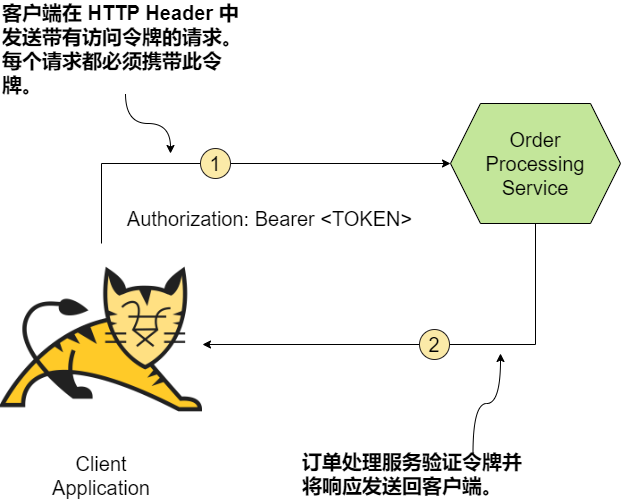 客户端在 HTTP Header 中
发送带有访问令牌的请求。
每个请求都必须携带此令
牌。
1
Order
Processing
Service
Authorization: Bearer <TOKEN>
2
Client
Application
订单处理服务验证令牌并
将响应发送回客户端。